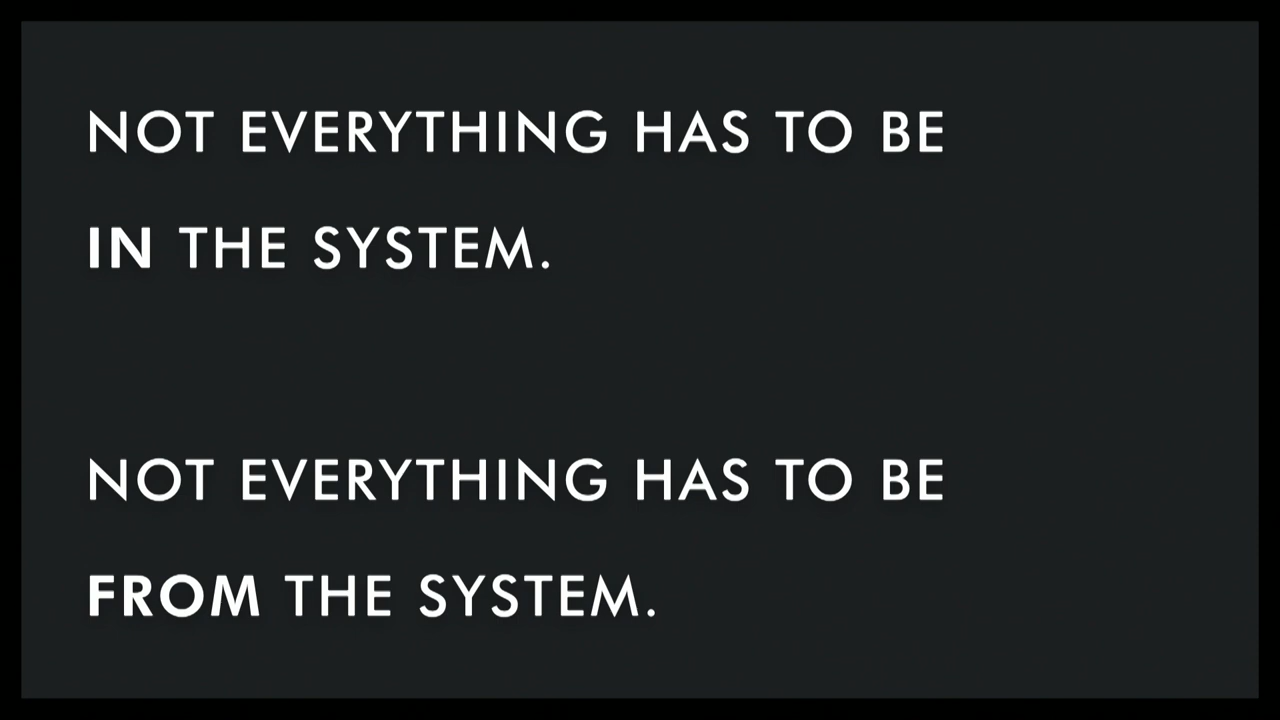 NOT EVERYTHING HAS TO BE
IN THE SYSTEM.
NOT EVERYTHING HAS TO BE
FROM THE SYSTEM.